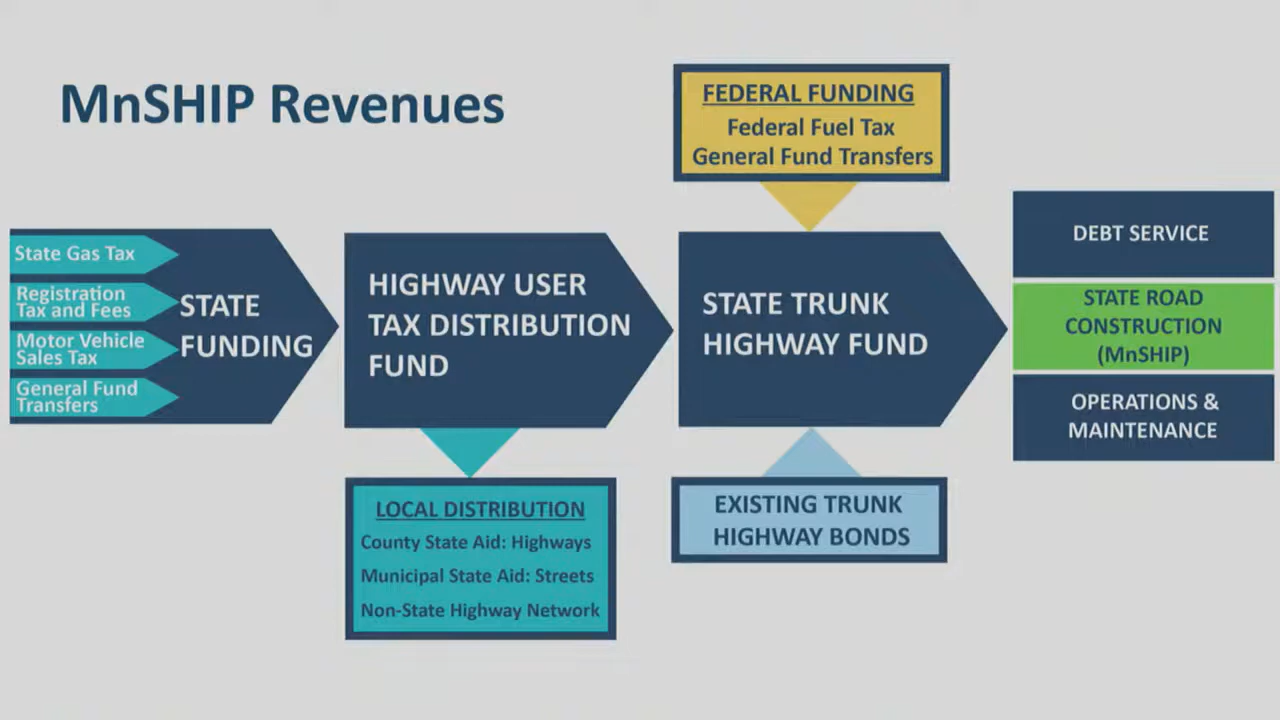 MnSHIP Revenues
FEDERAL FUNDING
Federal Fuel Tax
General Fund Transfers
State Gas Tax
Registration
Tax and Fees
Motor Vehicle
Sales Tax
General Fund
Transfers
STATE
FUNDING
HIGHWAY USER
TAX DISTRIBUTION
FUND
STATE TRUNK
HIGHWAY FUND
DEBT SERVICE
STATE ROAD
CONSTRUCTION
(MnSHIP)
OPERATIONS &
MAINTENANCE
LOCAL DISTRIBUTION
County State Aid: Highways
Municipal State Aid: Streets
Non-State Highway Network
EXISTING TRUNK
HIGHWAY BONDS